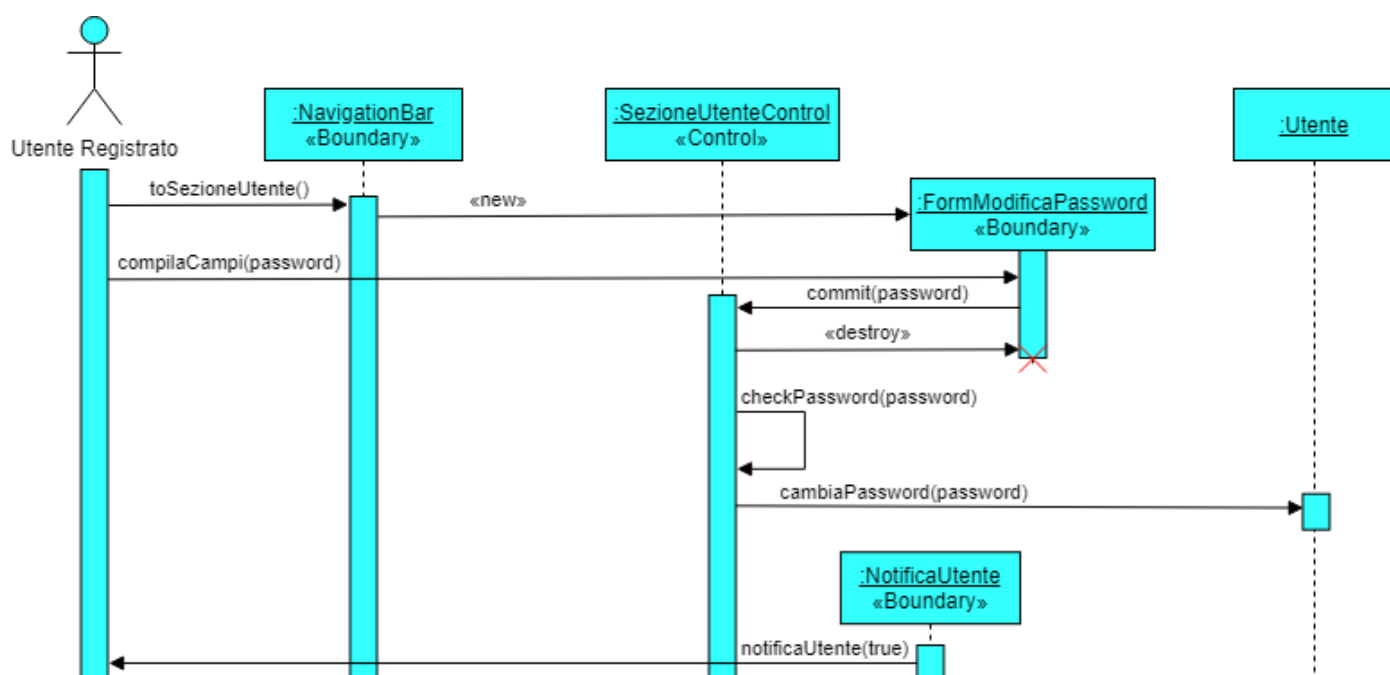 :NavigationBar
«Boundary»
:SezioneUtenteControl
«Control»
:Utente
Utente Registrato
toSezioneUtente()
«new»
:FormModificaPassword
«Boundary»
compilaCampi(password)
commit(password)
«destroy»
checkPassword(password)
cambiaPassword(password)
:NotificaUtente
«Boundary»
notificaUtente(true)